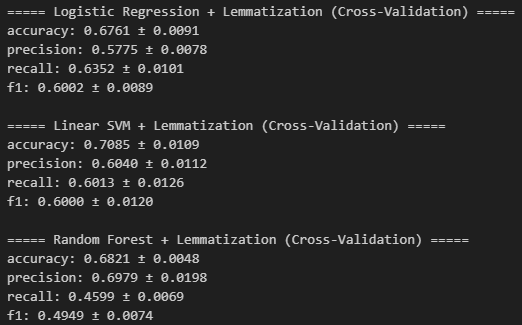 ===== Logistic Regression + Lemmatization (Cross-Validation) =====
accuracy: 0.6761 ± 0.0091
precision: 0.5775 ± 0.0078
recall: 0.6352 ± 0.0101
f1: 0.6002 ± 0.0089

===== Linear SVM + Lemmatization (Cross-Validation) =====
accuracy: 0.7085 ± 0.0109
precision: 0.6040 ± 0.0112
recall: 0.6013 ± 0.0126
f1: 0.6000 ± 0.0120

===== Random Forest + Lemmatization (Cross-Validation) =====
accuracy: 0.6821 ± 0.0048
precision: 0.6979 ± 0.0198
recall: 0.4599 ± 0.0069
f1: 0.4949 ± 0.0074